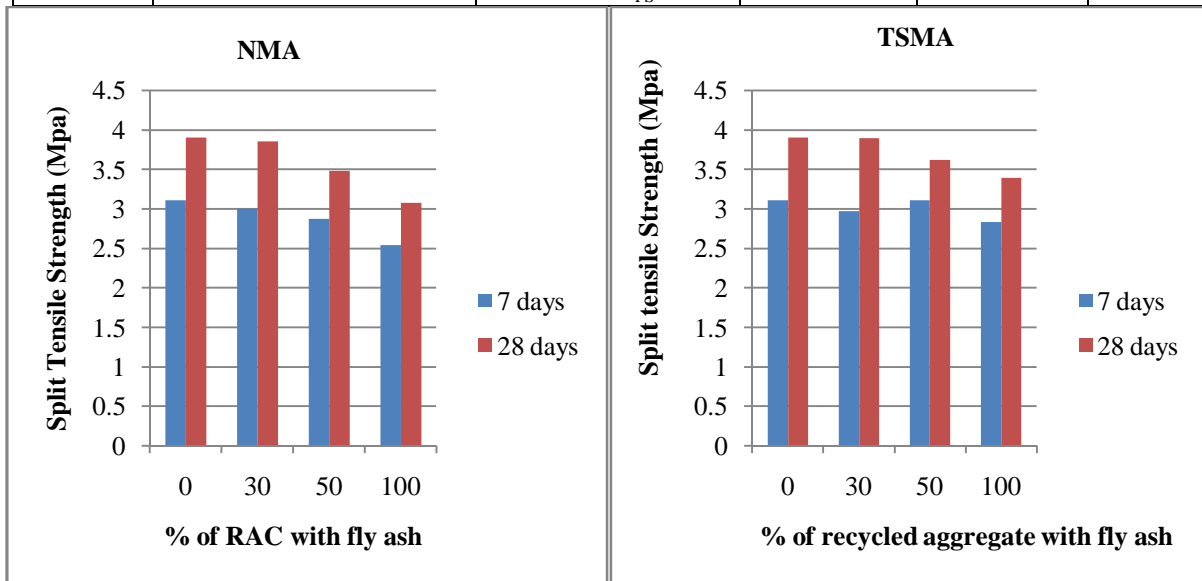 NMA
Split Tensile Strength (Mpa)
4.5
4
3.5
3
2.5
2
1.5
1
0.5
0
0 30 50 100
% of RAC with fly ash
7 days
28 days
TSMA
Split tensile Strength (Mpa)
4.5
4
3.5
3
2.5
2
1.5
1
0.5
0
0 30 50 100
% of recycled aggregate with fly ash
7 days
28 days